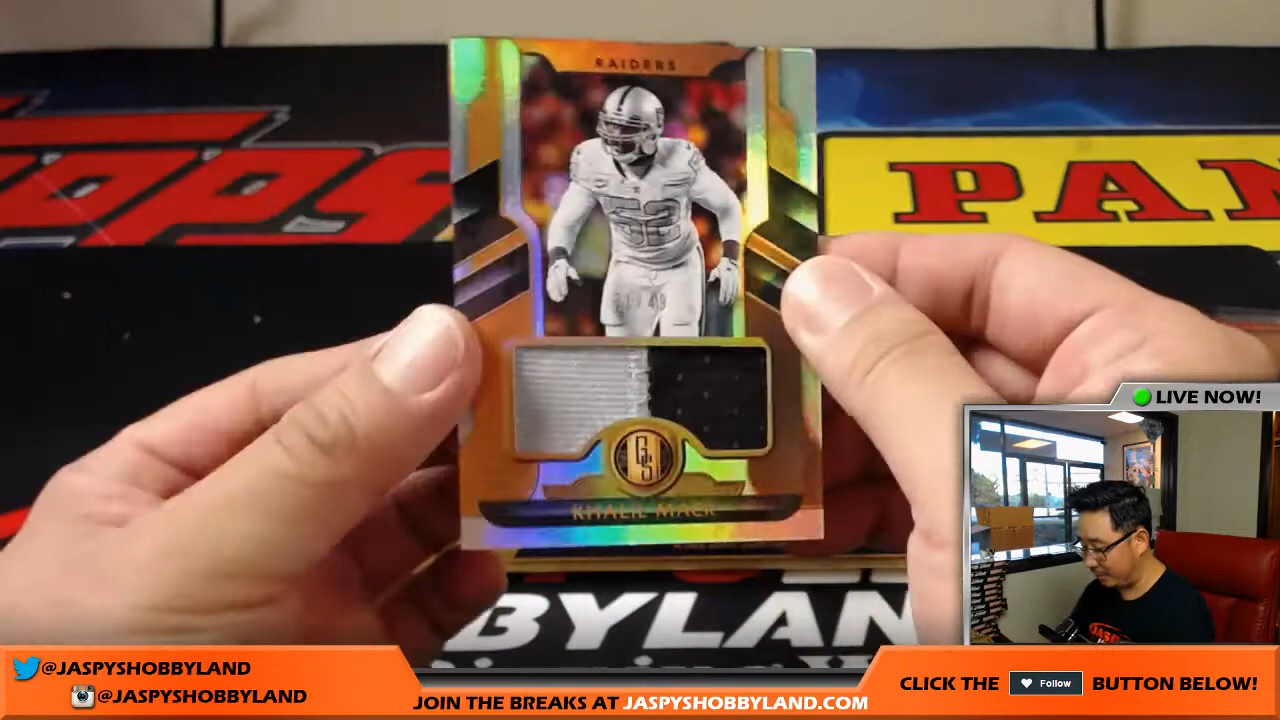 RAIDERS
52
GS
KHALIL MACK
PAN
BYLAN
LIVE NOW!
@JASPYSHOBBYLAND
@JASPYSHOBBYLAND
JOIN THE BREAKS AT JASPYSHOBBYLAND.COM
CLICK THE Follow BUTTON BELOW!